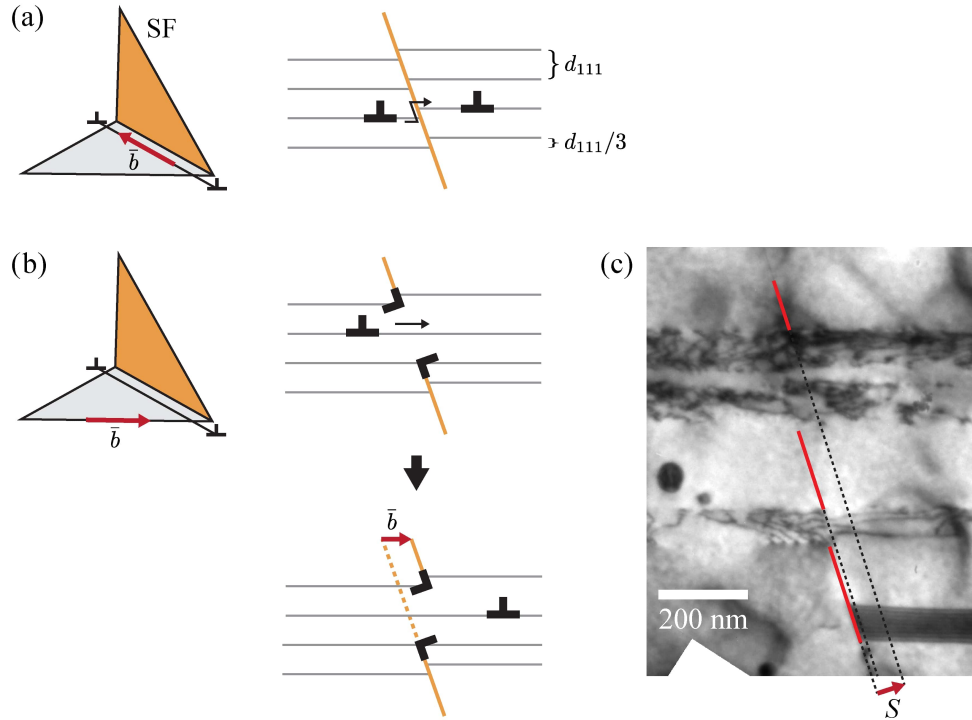 (a)
SF
b̄
d₁₁₁
d₁₁₁/3
(b)
b̄
b̄
(c)
200 nm
S